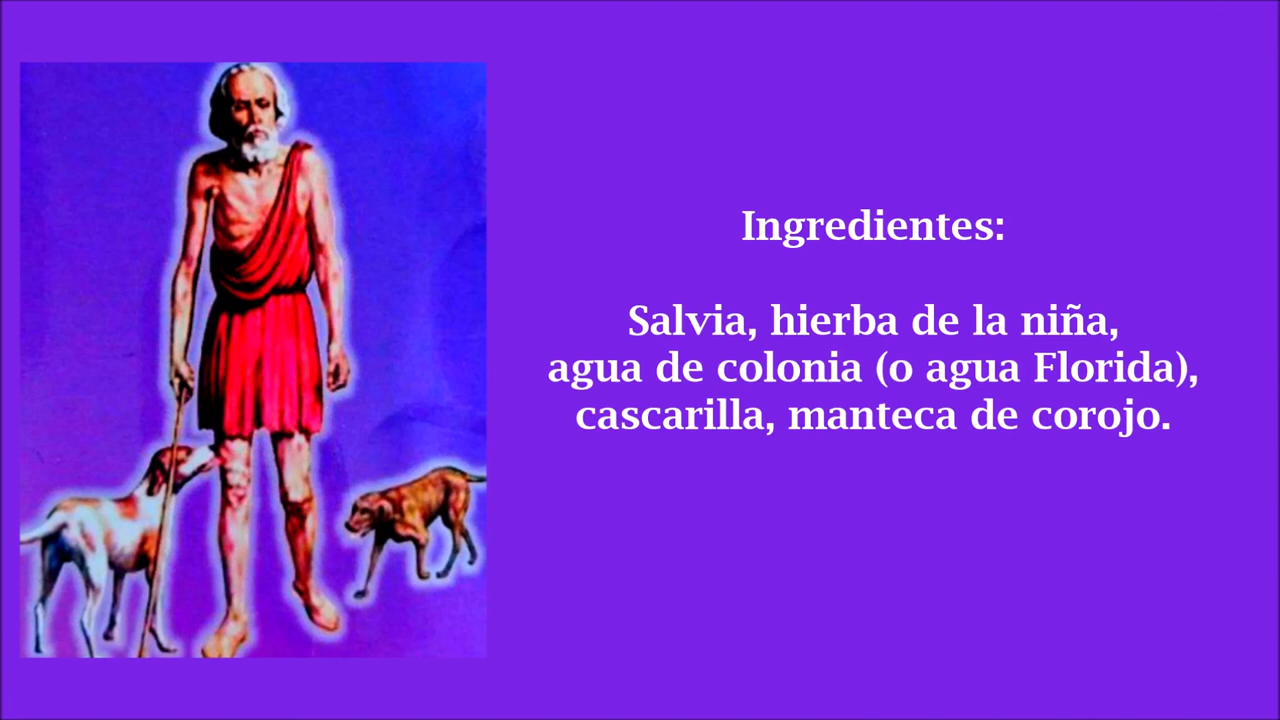 Ingredientes:
Salvia, hierba de la niña,
agua de colonia (o agua Florida),
cascarilla, manteca de corojo.